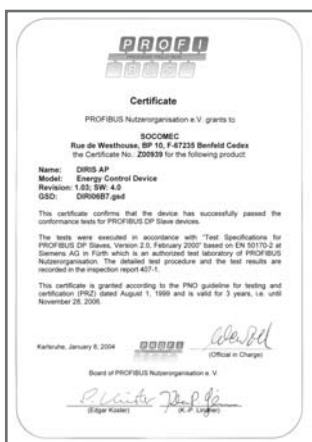 PROFI
PROCESS FIELD BUS
BUS
Certificate
PROFIBUS Nutzerorganisation e.V. grants to
SOCOMEC
Rue de Westhouse, BP 10, F-67235 Benfeld Cedex
the Certificate No.: Z00939 for the following product:
Name: DIRIS AP
Model: Energy Control Device
Revision: 1.03; SW: 4.0
GSD: DIRI06B7.gsd
This certificate confirms that the device has successfully passed the
conformance tests for PROFIBUS DP Slave devices.
The tests were executed in accordance with "Test Specifications for
PROFIBUS DP Slaves, Version 2.0, February 2000" based on EN 50170-2 at
Siemens AG in Fürth which is an authorized test laboratory of PROFIBUS
Nutzerorganisation. The detailed test procedure and the test results are
recorded in the inspection report 407-1.
This certificate is granted according to the PNO guideline for testing and
certification (PRZ) dated August 1, 1999 and is valid for 3 years, i.e. until
November 28, 2006.
Karlsruhe, January 8, 2004
(Official in Charge)
Board of PROFIBUS Nutzerorganisation e. V.
(Edgar Küster) (K.-P. Lindner)